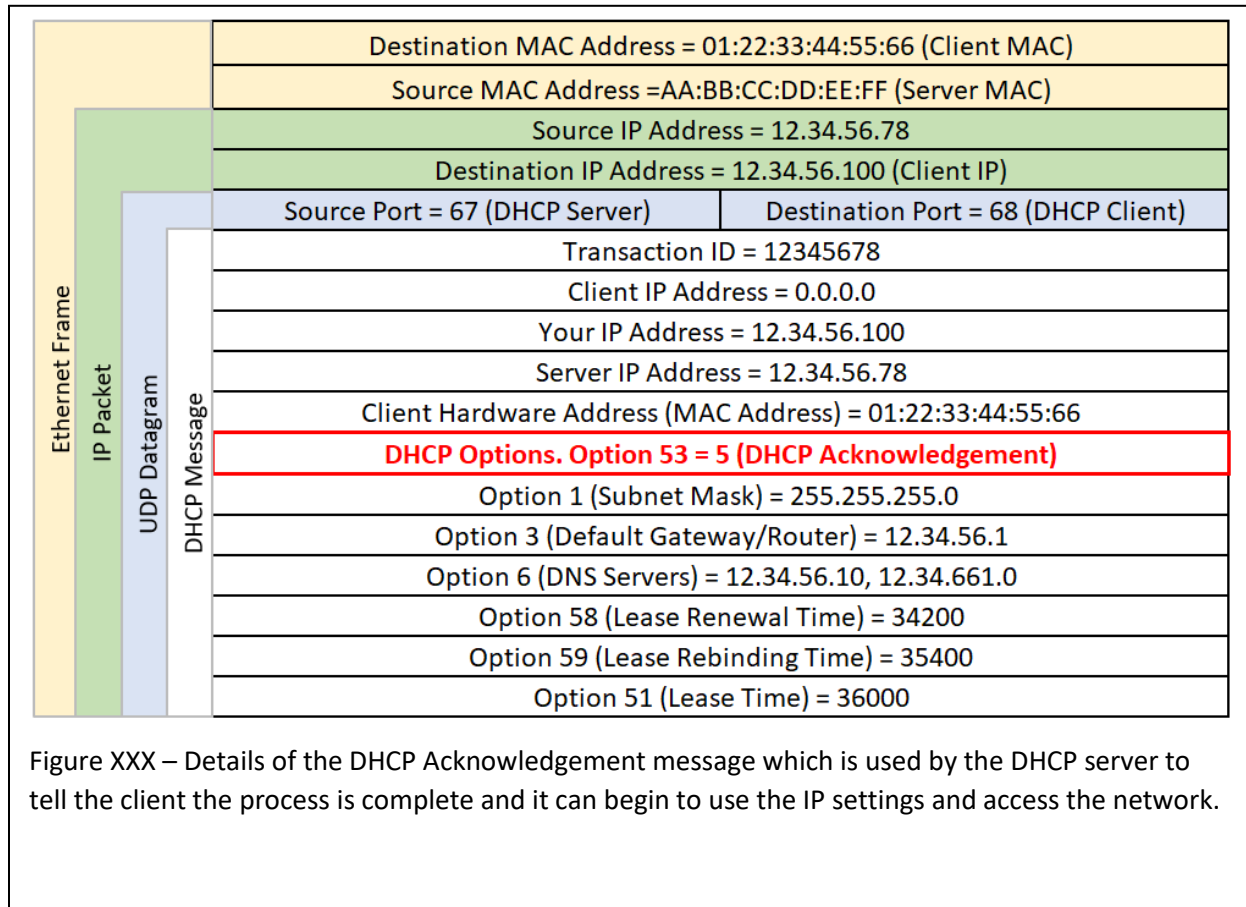 Destination MAC Address = 01:22:33:44:55:66 (Client MAC)
Source MAC Address =AA:BB:CC:DD:EE:FF (Server MAC)
Source IP Address = 12.34.56.78
Destination IP Address = 12.34.56.100 (Client IP)
Source Port = 67 (DHCP Server)
Destination Port = 68 (DHCP Client)
Transaction ID = 12345678
Client IP Address = 0.0.0.0
Your IP Address = 12.34.56.100
Server IP Address = 12.34.56.78
Client Hardware Address (MAC Address) = 01:22:33:44:55:66
DHCP Options. Option 53 = 5 (DHCP Acknowledgement)
Option 1 (Subnet Mask) = 255.255.255.0
Option 3 (Default Gateway/Router) = 12.34.56.1
Option 6 (DNS Servers) = 12.34.56.10, 12.34.661.0
Option 58 (Lease Renewal Time) = 34200
Option 59 (Lease Rebinding Time) = 35400
Option 51 (Lease Time) = 36000
Ethernet Frame
IP Packet
UDP Datagram
DHCP Message
Figure XXX – Details of the DHCP Acknowledgement message which is used by the DHCP server to
tell the client the process is complete and it can begin to use the IP settings and access the network.